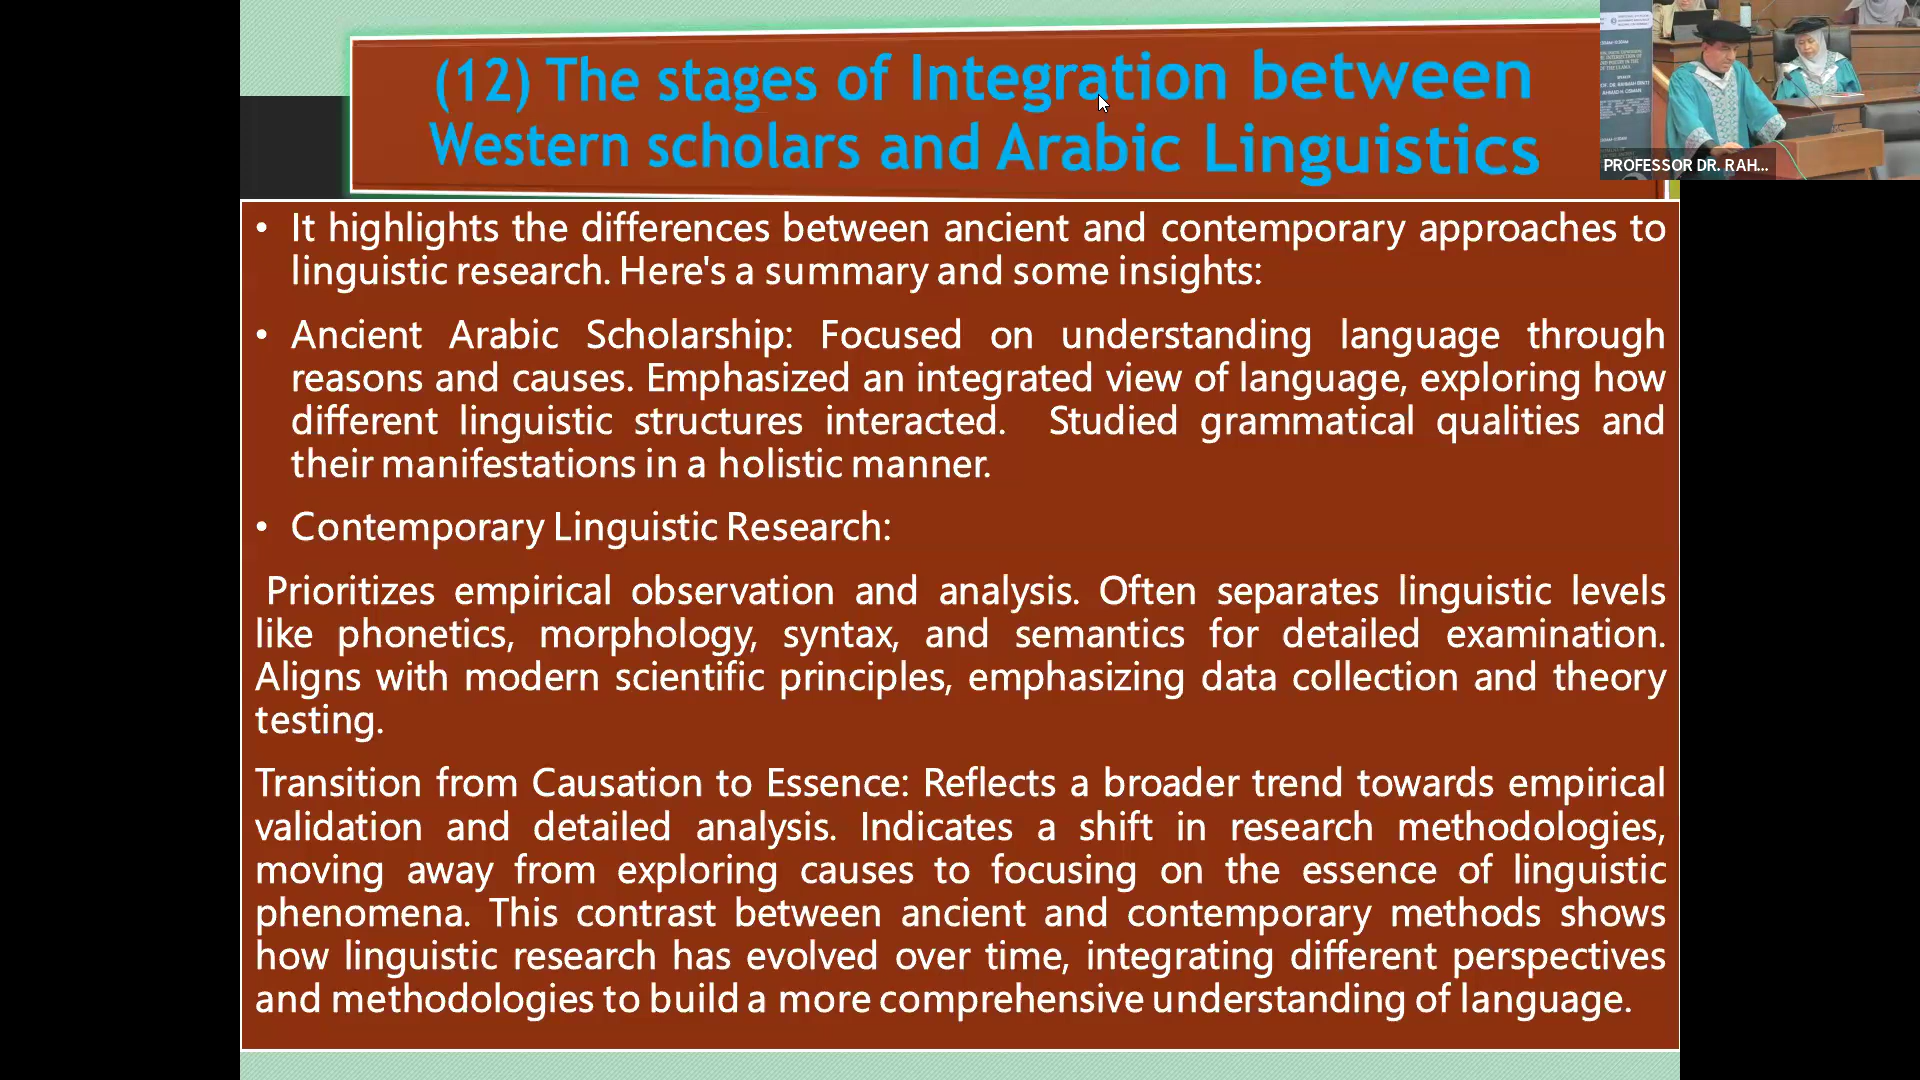 (12) The stages of Integration between
Western scholars and Arabic Linguistics
PROFESSOR DR. RAH...
• It highlights the differences between ancient and contemporary approaches to
linguistic research. Here's a summary and some insights:
• Ancient Arabic Scholarship: Focused on understanding language through
reasons and causes. Emphasized an integrated view of language, exploring how
different linguistic structures interacted. Studied grammatical qualities and
their manifestations in a holistic manner.
• Contemporary Linguistic Research:
Prioritizes empirical observation and analysis. Often separates linguistic levels
like phonetics, morphology, syntax, and semantics for detailed examination.
Aligns with modern scientific principles, emphasizing data collection and theory
testing.
Transition from Causation to Essence: Reflects a broader trend towards empirical
validation and detailed analysis. Indicates a shift in research methodologies,
moving away from exploring causes to focusing on the essence of linguistic
phenomena. This contrast between ancient and contemporary methods shows
how linguistic research has evolved over time, integrating different perspectives
and methodologies to build a more comprehensive understanding of language.